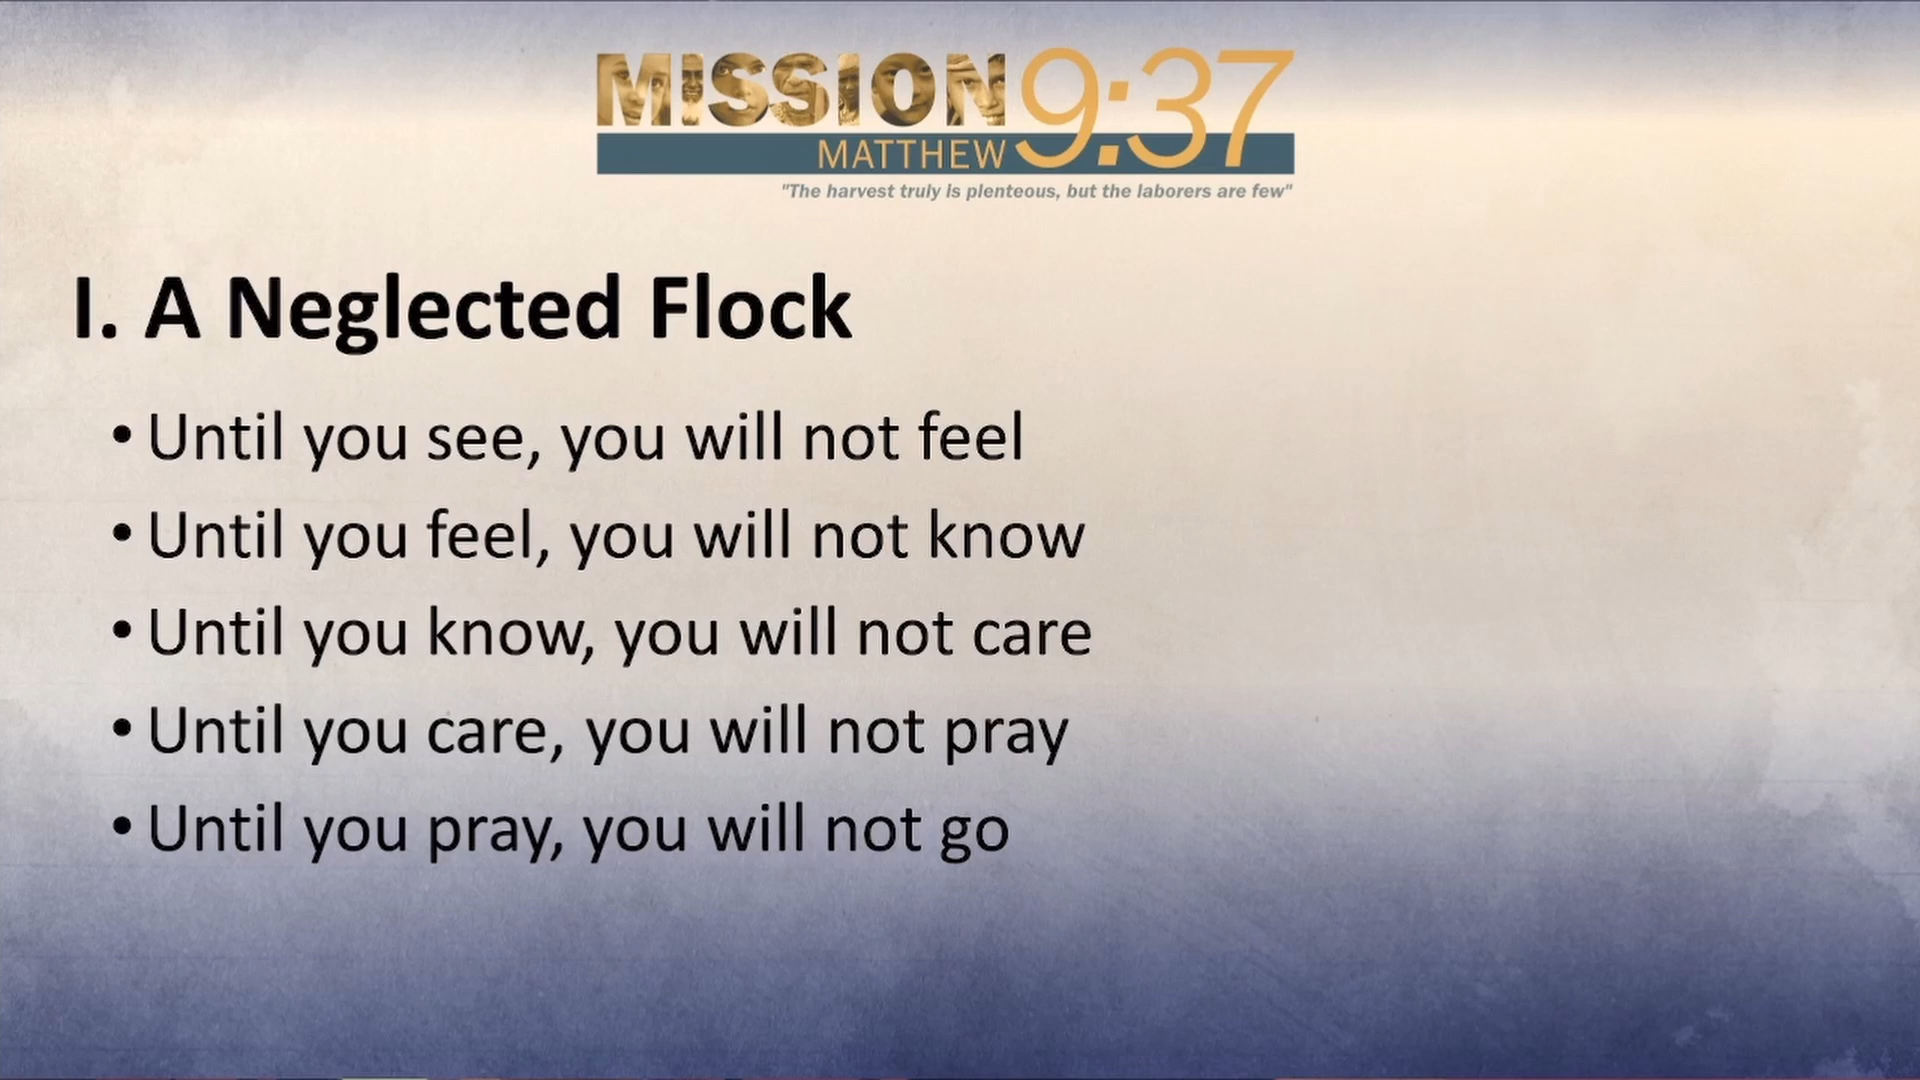 MISSION 9:37
MATTHEW
"The harvest truly is plenteous, but the laborers are few"
I. A Neglected Flock
• Until you see, you will not feel
• Until you feel, you will not know
• Until you know, you will not care
• Until you care, you will not pray
• Until you pray, you will not go